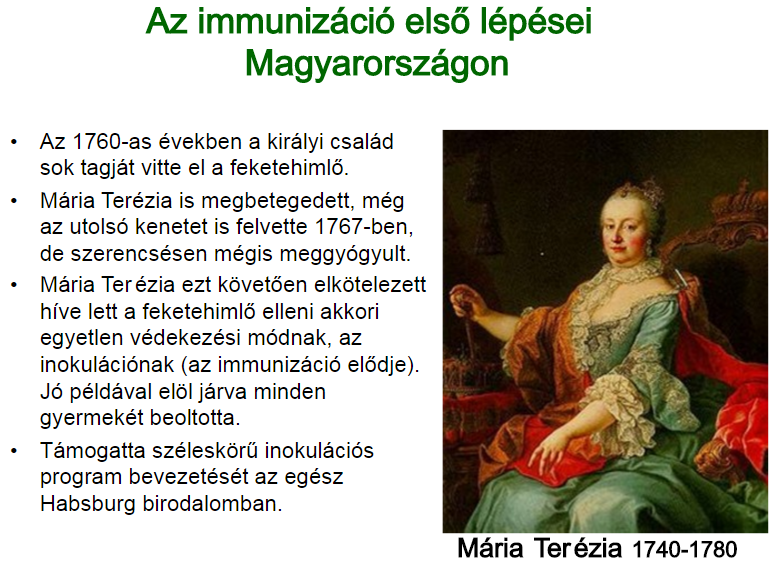 Az immunizáció első lépései
Magyarországon
• Az 1760-as években a királyi család
sok tagját vitte el a feketehimlő.
• Mária Terézia is megbetegedett, még
az utolsó kenetet is felvette 1767-ben,
de szerencsésen mégis meggyógyult.
• Mária Terézia ezt követően elkötelezett
híve lett a feketehimlő elleni akkori
egyetlen védekezési módnak, az
inokulációnak (az immunizáció elődje).
Jó példával elöl járva minden
gyermekét beoltotta.
• Támogatta széleskörű inokulációs
program bevezetését az egész
Habsburg birodalomban.
Mária Terézia 1740-1780